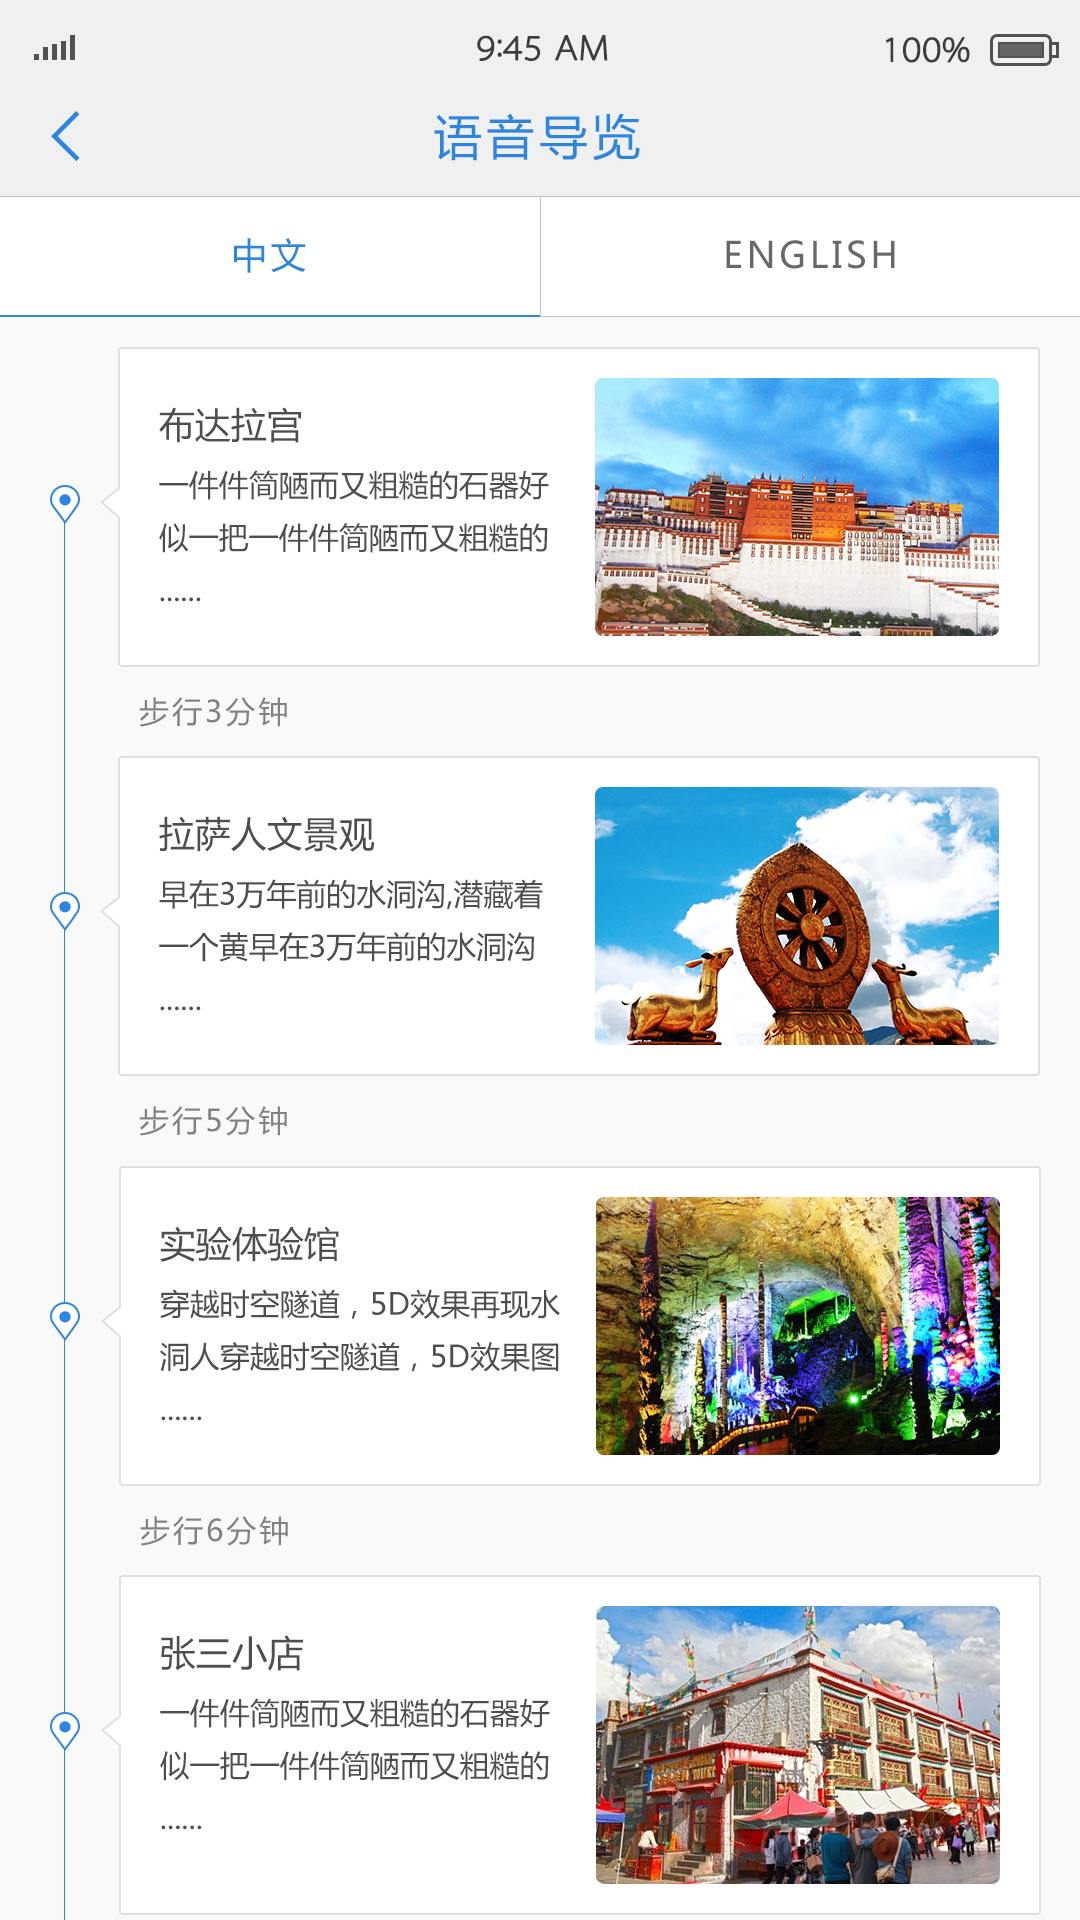 9:45 AM
100%
语音导览
中文
ENGLISH
布达拉宫
一件件简陋而又粗糙的石器好
似一把一件件简陋而又粗糙的
......
步行3分钟
拉萨人文景观
早在3万年前的水洞沟,潜藏着
一个黄早在3万年前的水洞沟
......
步行5分钟
实验体验馆
穿越时空隧道，5D效果再现水
洞人穿越时空隧道，5D效果图
......
步行6分钟
张三小店
一件件简陋而又粗糙的石器好
似一把一件件简陋而又粗糙的
......